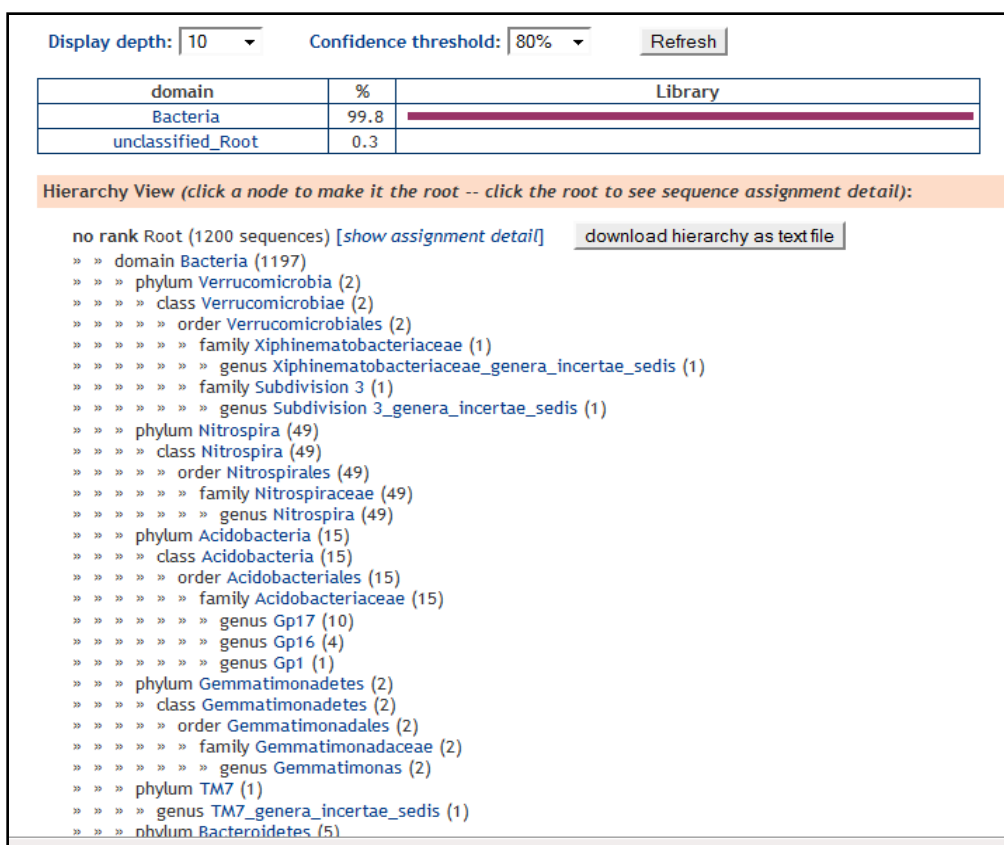 Display depth: 10 Confidence threshold: 80% Refresh
domain % Library
Bacteria 99.8
unclassified_Root 0.3
Hierarchy View (click a node to make it the root -- click the root to see sequence assignment detail):
no rank Root (1200 sequences) [show assignment detail] download hierarchy as text file
» » domain Bacteria (1197)
» » » phylum Verrucomicrobia (2)
» » » » class Verrucomicrobiae (2)
» » » » » order Verrucomicrobiales (2)
» » » » » » family Xiphinematobacteriaceae (1)
» » » » » » » genus Xiphinematobacteriaceae_genera_incertae_sedis (1)
» » » » » » family Subdivision 3 (1)
» » » » » » » genus Subdivision 3_genera_incertae_sedis (1)
» » » phylum Nitrospira (49)
» » » » class Nitrospira (49)
» » » » » order Nitrospirales (49)
» » » » » » family Nitrospiraceae (49)
» » » » » » » genus Nitrospira (49)
» » » phylum Acidobacteria (15)
» » » » class Acidobacteria (15)
» » » » » order Acidobacteriales (15)
» » » » » » family Acidobacteriaceae (15)
» » » » » » » genus Gp17 (10)
» » » » » » » genus Gp16 (4)
» » » » » » » genus Gp1 (1)
» » » phylum Gemmatimonadetes (2)
» » » » class Gemmatimonadetes (2)
» » » » » order Gemmatimonadales (2)
» » » » » » family Gemmatimonadaceae (2)
» » » » » » » genus Gemmatimonas (2)
» » » phylum TM7 (1)
» » » » genus TM7_genera_incertae_sedis (1)
» » » phylum Bacteroidetes (5)